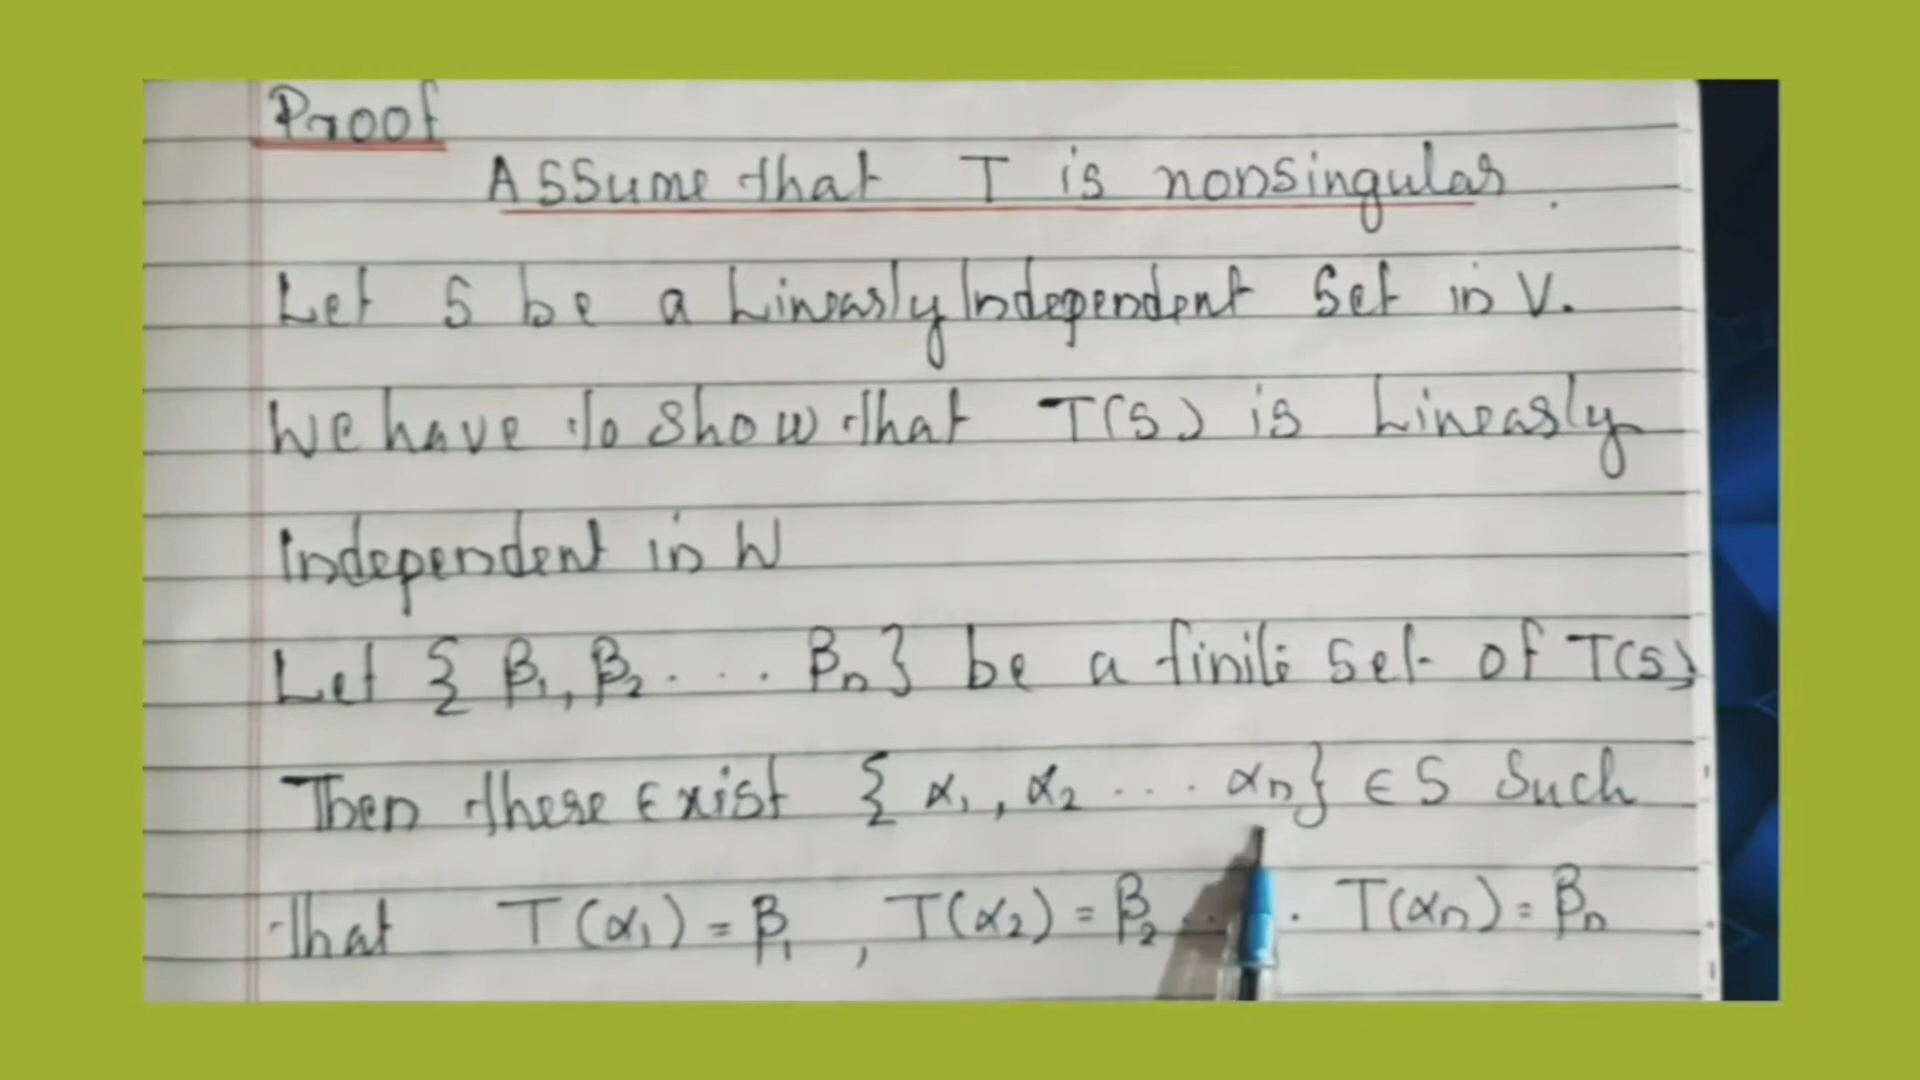 Proof
Assume that T is nonsingular.
Let S be a Linearly Independent Set in V.
We have to show that T(S) is Linearly
Independent in W
Let { β₁, β₂ . . . βₙ} be a finite set of T(S)
Then there Exist { α₁, α₂ . . . αₙ} ∈ S Such
that T(α₁) = β₁ , T(α₂) = β₂ . . . T(αₙ) = βₙ